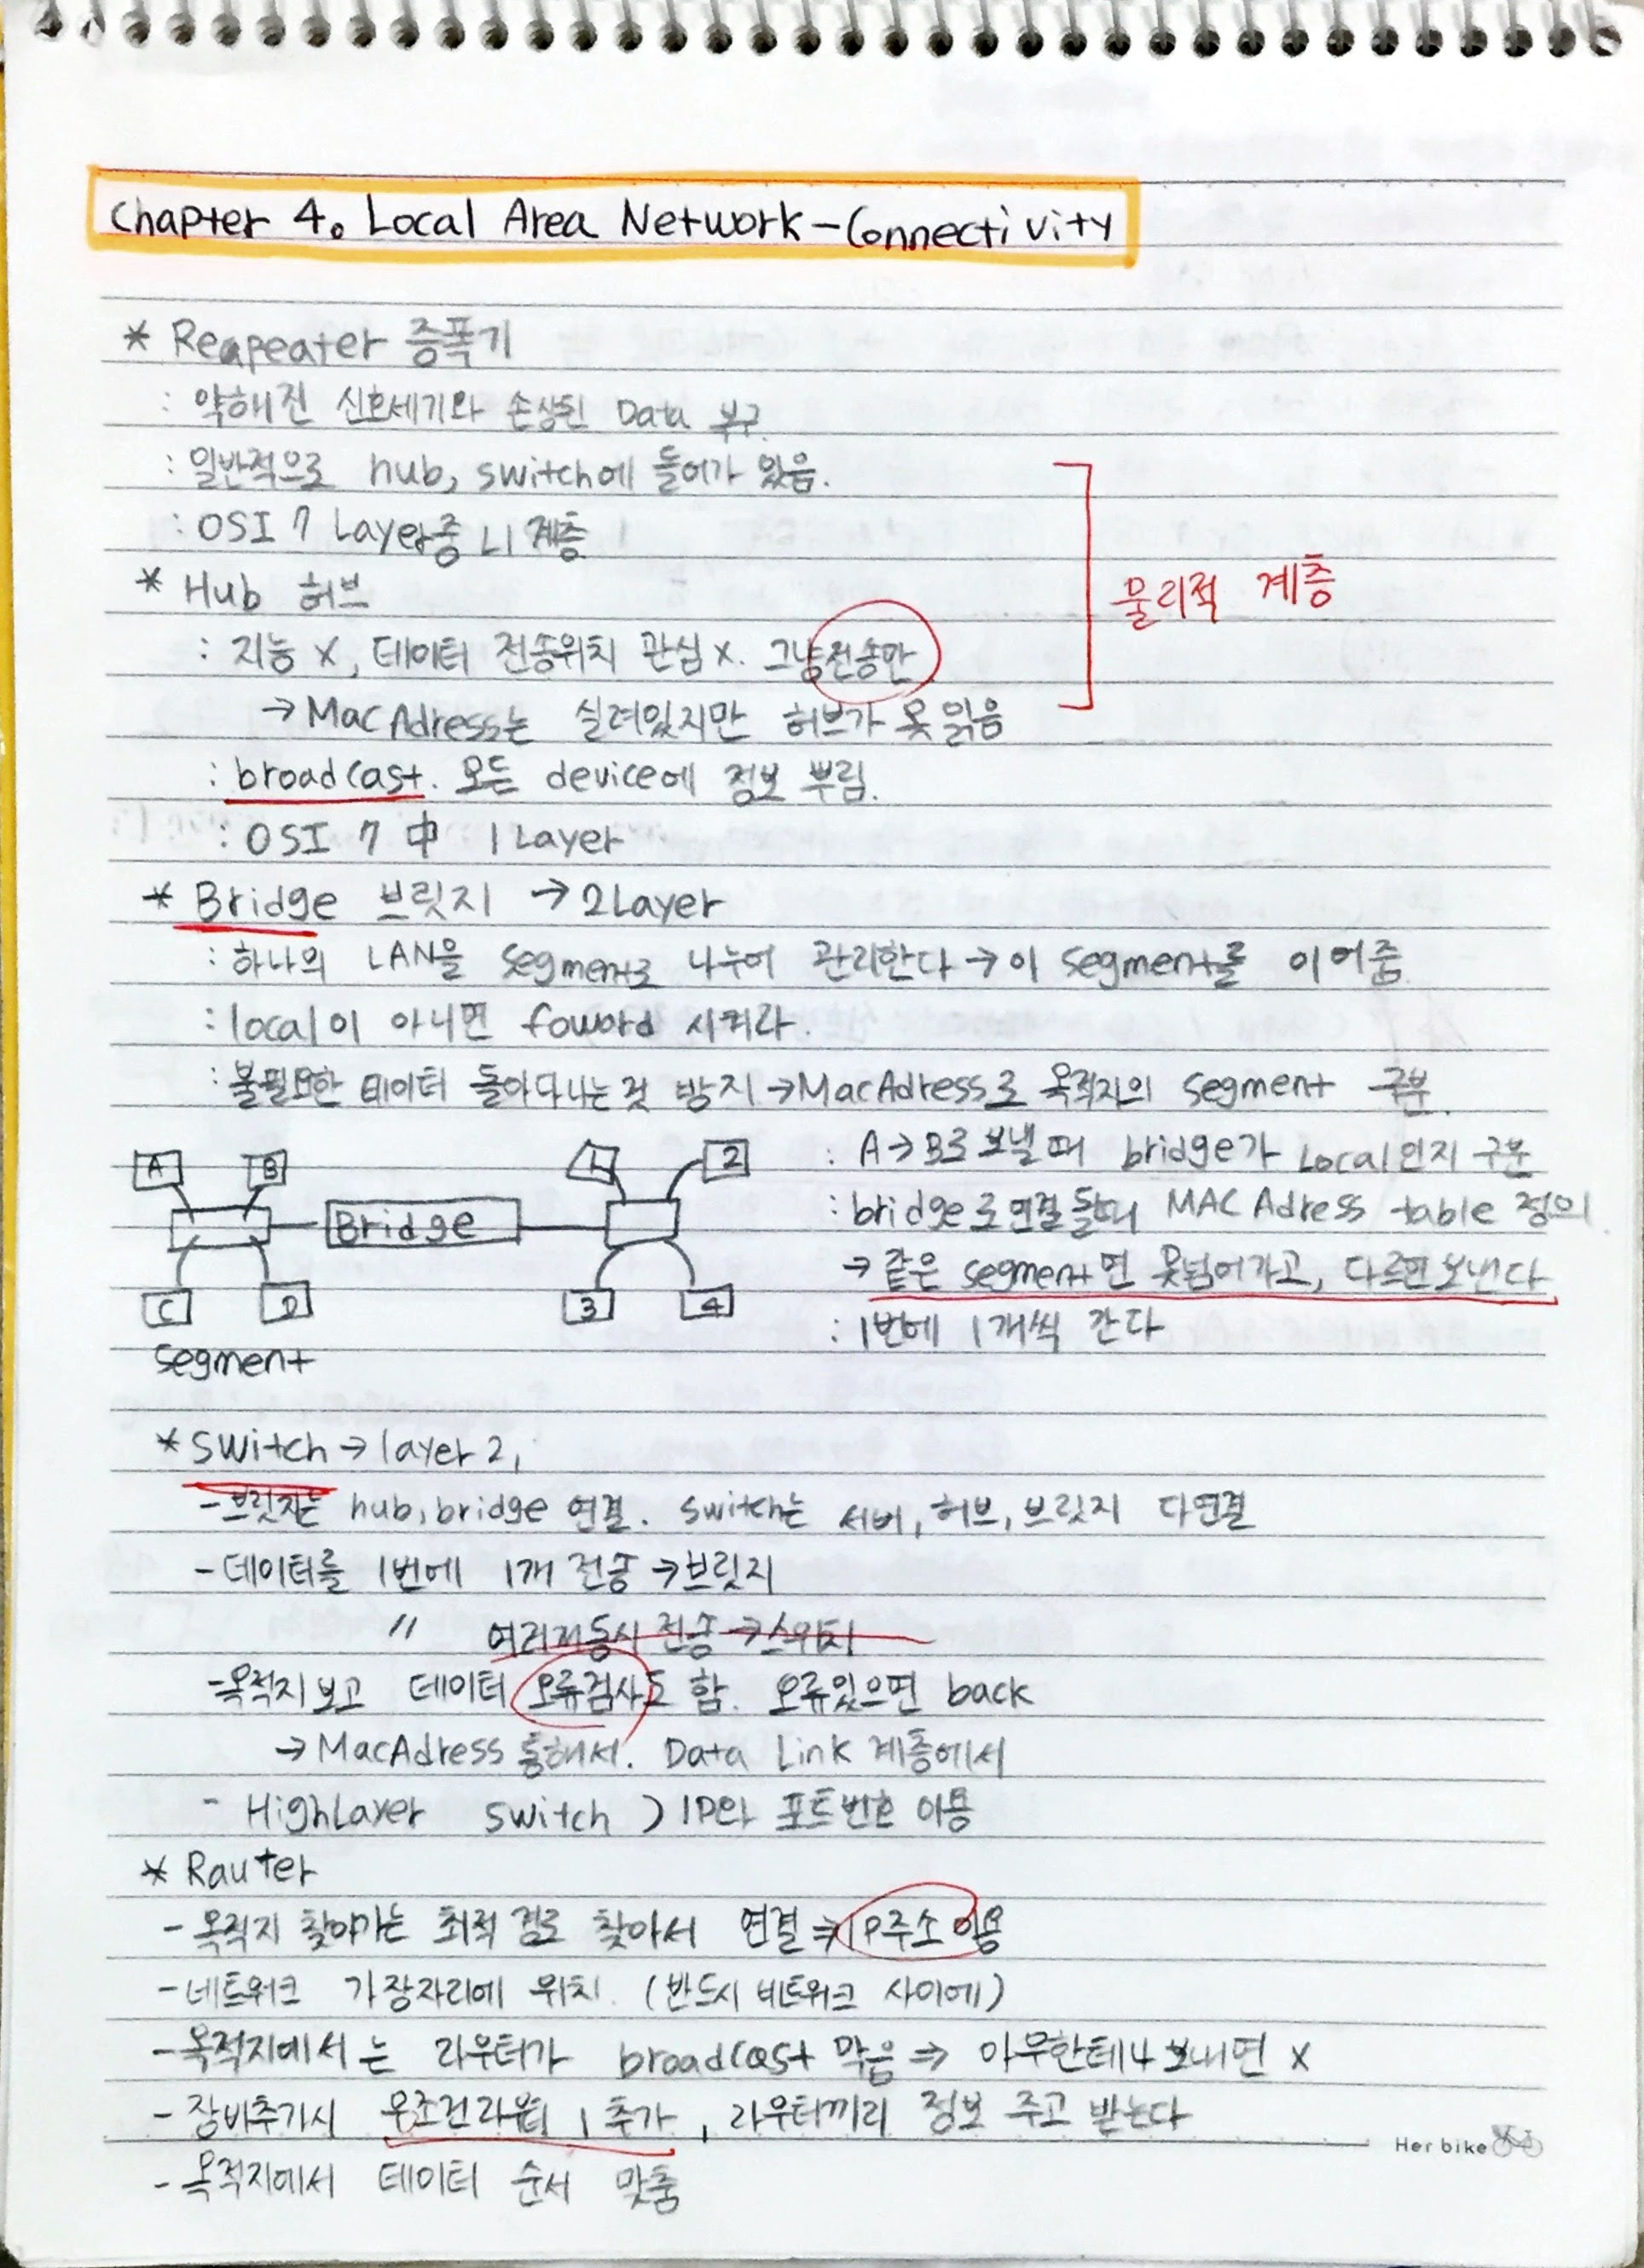 Chapter 4. Local Area Network-Connectivity
* Reapeater 증폭기
: 약해진 신호세기와 손상된 Data 복구.
: 일반적으로 hub, switch에 들어가 있음.
: OSI 7 Layer중 L1 계층
물리적 계층
* Hub 허브
: 지능 x, 데이터 전송위치 관심 x. 그냥전송만
→ Mac Adress는 실려있지만 허브가 못 읽음
: broadcast. 모든 device에 정보 뿌림.
: OSI 7 中 1 Layer
* Bridge 브릿지 → 2Layer
: 하나의 LAN을 segment로 나누어 관리한다 → 이 segment를 이어줌
: local이 아니면 foword 시켜라.
: 불필요한 데이터 돌아다니는것 방지 → MacAdress로 목적지의 segment 구분.
A B 1 2
Bridge
C D 3 4
segment
: A → B로 보낼때 bridge가 Local인지 구분
: bridge로 연결될때 MAC Adress table 정의
→ 같은 segment면 못넘어가고, 다르면보낸다
: 1번에 1개씩 간다
* switch → layer 2,
- 브릿지는 hub, bridge 연결. switch는 서버, 허브, 브릿지 다연결
- 데이터를 1번에 1개 전송 → 브릿지
〃 여러개동시 전송 → 스위치
- 목적지보고 데이터 오류검사도 함. 오류있으면 back
→ MacAdress 통해서. Data Link 계층에서
- HighLayer switch ) IP와 포트번호 이용
* Rauter
- 목적지 찾아가는 최적 경로 찾아서 연결 ⇒ IP주소 이용
- 네트워크 가장자리에 위치. (반드시 네트워크 사이에)
- 목적지에서는 라우터가 broadcast 막음 ⇒ 아무한테나 보내면 x
- 장비추가시 무조건라우터 1 추가, 라우터끼리 정보 주고 받는다
- 목적지에서 데이터 순서 맞춤
Her bike